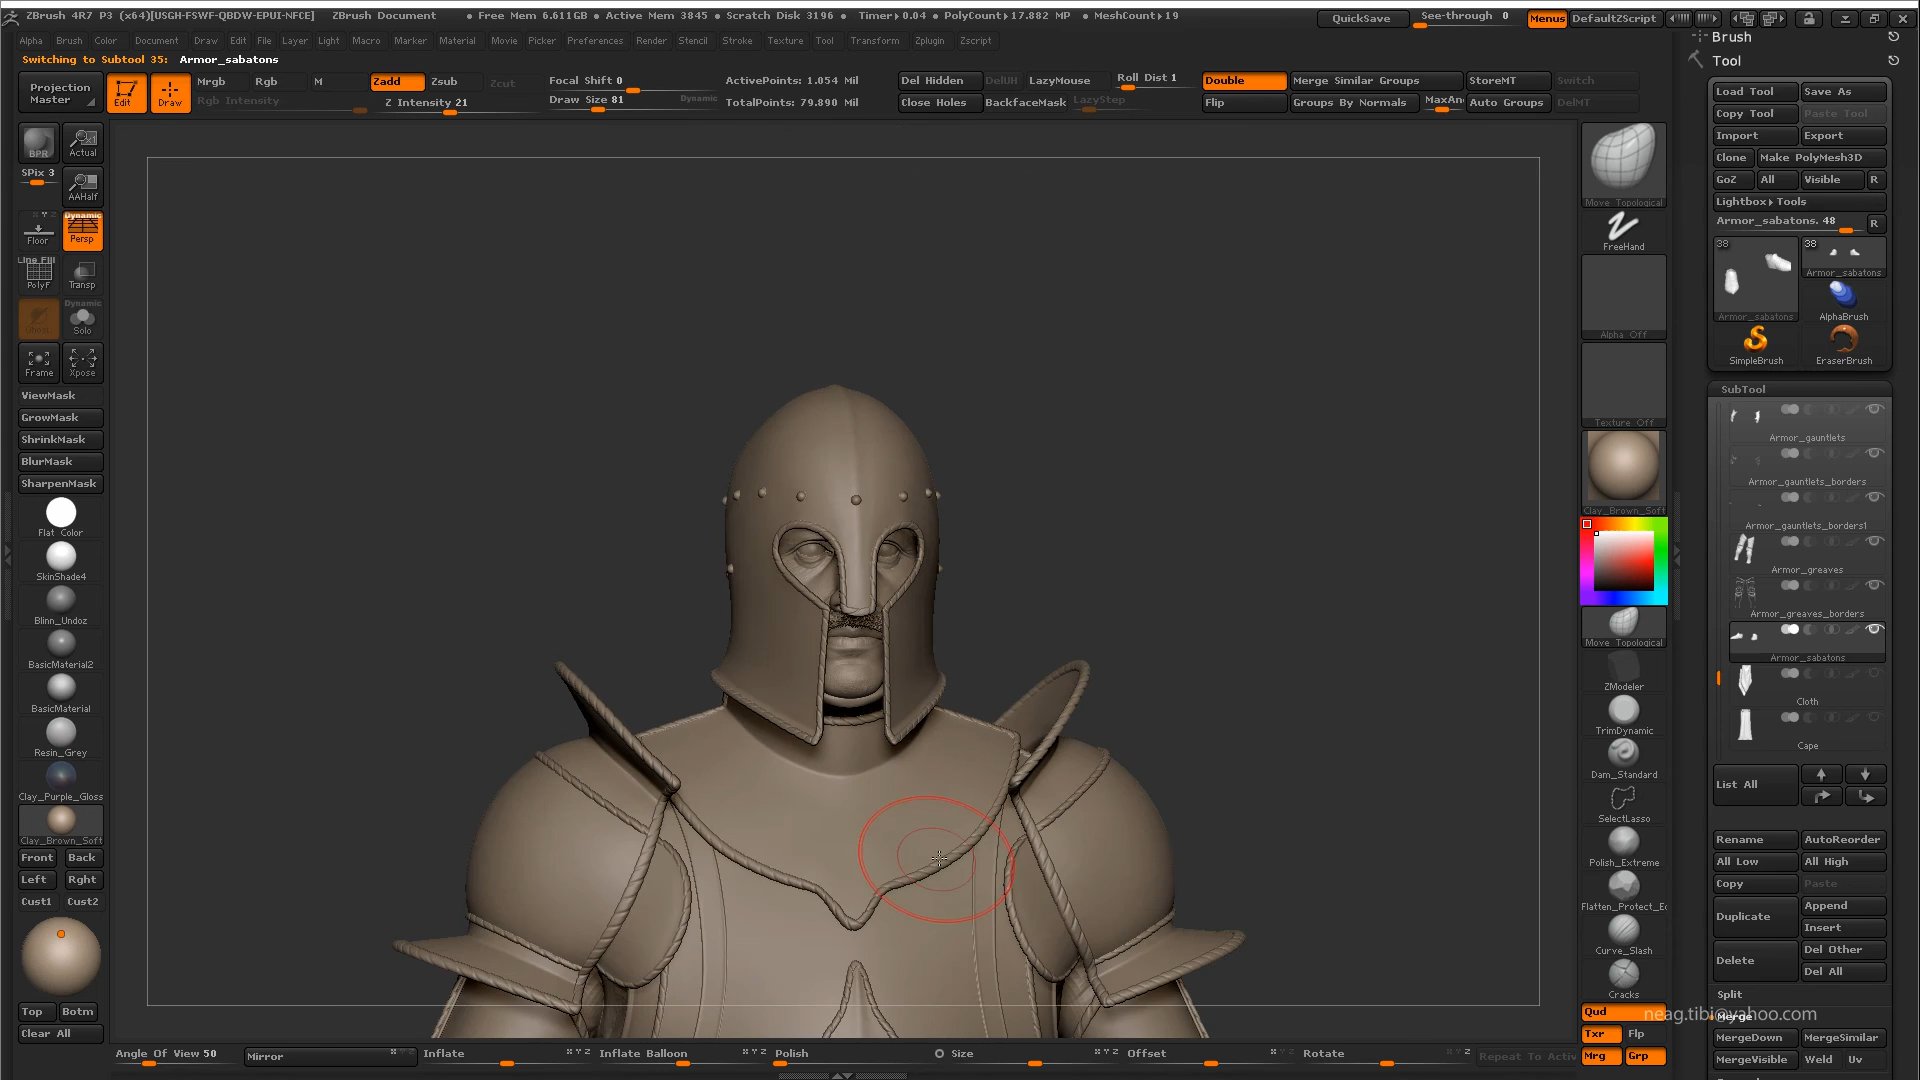 ZBrush 4R7 P3 (x64)[USGH-FSWF-QBDW-EPUI-NFCE] ZBrush Document • Free Mem 6.611GB • Active Mem 3845 • Scratch Disk 3196 • Timer▸0.04 • PolyCount▸17.882 MP • MeshCount▸19 QuickSave See-through 0 Menus DefaultZScript
Alpha Brush Color Document Draw Edit File Layer Light Macro Marker Material Movie Picker Preferences Render Stencil Stroke Texture Tool Transform Zplugin Zscript
Brush
Switching to Subtool 35: Armor_sabatons
Tool
Projection Master
Edit
Draw
Mrgb Rgb M Zadd Zsub Zcut
Rgb Intensity Z Intensity 21
Focal Shift 0
Draw Size 81 Dynamic
ActivePoints: 1.054 Mil
TotalPoints: 79.890 Mil
Del Hidden DelUH LazyMouse Roll Dist 1
Close Holes BackfaceMask LazyStep
Double Merge Similar Groups StoreMT Switch
Flip Groups By Normals MaxAn Auto Groups DelMT
BPR
Actual
SPix 3
AAHalf
Dynamic
Floor
Persp
Line Fill
PolyF
Transp
Dynamic
Ghost
Solo
Frame
Xpose
ViewMask
GrowMask
ShrinkMask
BlurMask
SharpenMask
Flat Color
SkinShade4
Blinn_Undoz
BasicMaterial2
BasicMaterial
Resin_Grey
Clay_Purple_Gloss
Clay_Brown_Soft
Front Back
Left Rght
Cust1 Cust2
Top Botm
Clear All
Angle Of View 50 Mirror Inflate Inflate Balloon Polish Size Offset Rotate Repeat To Activ
Move Topological
FreeHand
Alpha Off
Texture Off
Clay_Brown_Soft
Move Topological
ZModeler
TrimDynamic
Dam_Standard
SelectLasso
Polish_Extreme
Flatten_Protect_Ed
Curve_Slash
Cracks
Qud
Txr Flp
Mrg Grp
Load Tool Save As
Copy Tool Paste Tool
Import Export
Clone Make PolyMesh3D
GoZ All Visible R
Lightbox▸Tools
Armor_sabatons. 48 R
38
38
Armor_sabatons
Armor_sabatons
AlphaBrush
SimpleBrush
EraserBrush
SubTool
Armor_gauntlets
Armor_gauntlets_borders
Armor_gauntlets_borders1
Armor_greaves
Armor_greaves_borders
Armor_sabatons
Cloth
Cape
List All
Rename AutoReorder
All Low All High
Copy Paste
Duplicate Append
Insert
Delete Del Other
Del All
Split
Merge
neag.tibi@yahoo.com
MergeDown MergeSimilar
MergeVisible Weld Uv